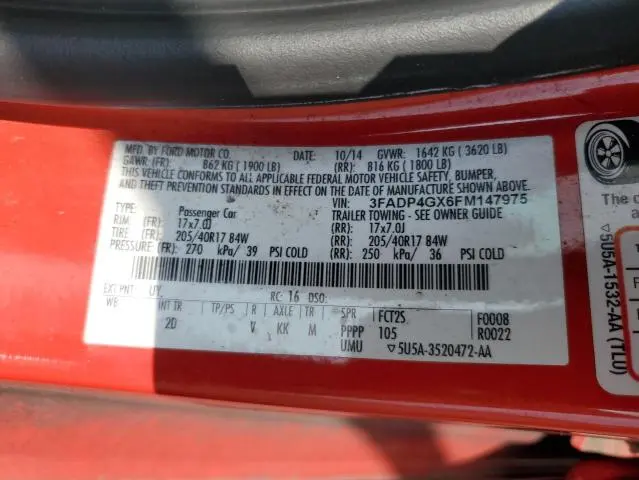 MFD. BY FORD MOTOR CO. DATE: 10/14 GVWR: 1642 KG ( 3620 LB)
GAWR: (FR): 862 KG ( 1900 LB) (RR): 816 KG ( 1800 LB)
THIS VEHICLE CONFORMS TO ALL APPLICABLE FEDERAL MOTOR VEHICLE SAFETY, BUMPER,
AND THEFT PREVENTION STANDARDS IN EFFECT ON THE DATE OF MANUFACTURE SHOWN ABOVE.
VIN: 3FADP4GX6FM147975
TYPE: Passenger Car TRAILER TOWING - SEE OWNER GUIDE
RIM: (FR): 17x7.0J (RR): 17x7.0J
TIRE: (FR): 205/40R17 84W (RR): 205/40R17 84W
PRESSURE: (FR): 270 kPa/ 39 PSI COLD (RR): 250 kPa/ 36 PSI COLD
EXT PNT: UY RC: 16 DSO:
WB INT TR TP/PS R AXLE TR SPR FCT2S F0008
2D V KK M PPPP 105 R0022
UMU ▽5U5A-3520472-AA
The c
▽5U5A-1532-AA (TLU)